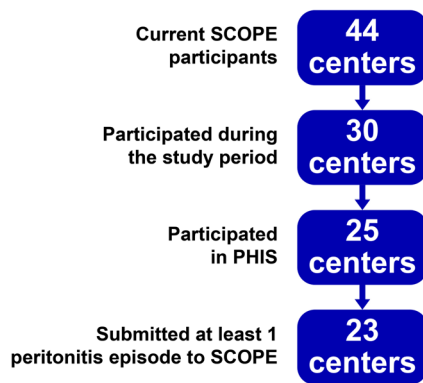 Current SCOPE
participants
44
centers
Participated during
the study period
30
centers
Participated
in PHIS
25
centers
Submitted at least 1
peritonitis episode to SCOPE
23
centers